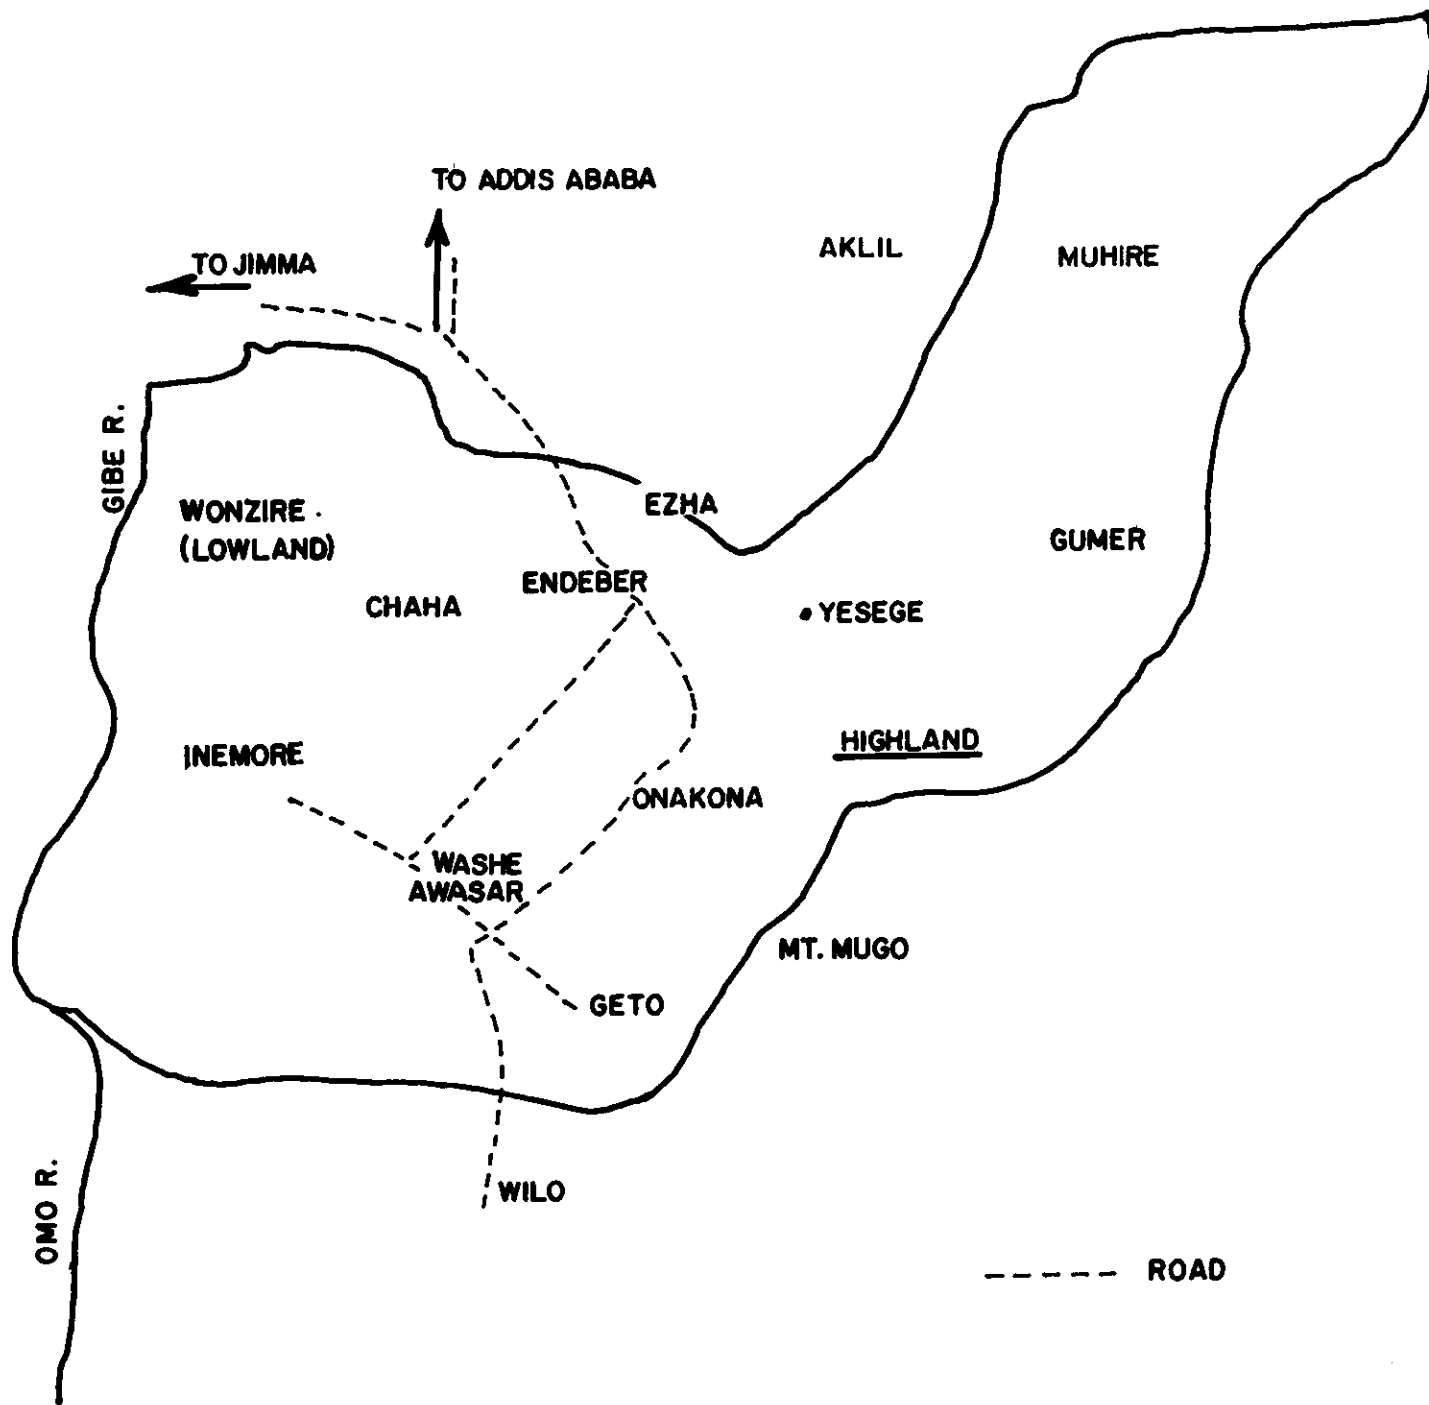 TO ADDIS ABABA
AKLIL
MUHIRE
TO JIMMA
GIBE R.
WONZIRE
(LOWLAND)
EZHA
GUMER
ENDEBER
CHAHA
YESEGE
INEMORE
HIGHLAND
ONAKONA
WASHE
AWASAR
MT. MUGO
GETO
OMO R.
WILO
ROAD